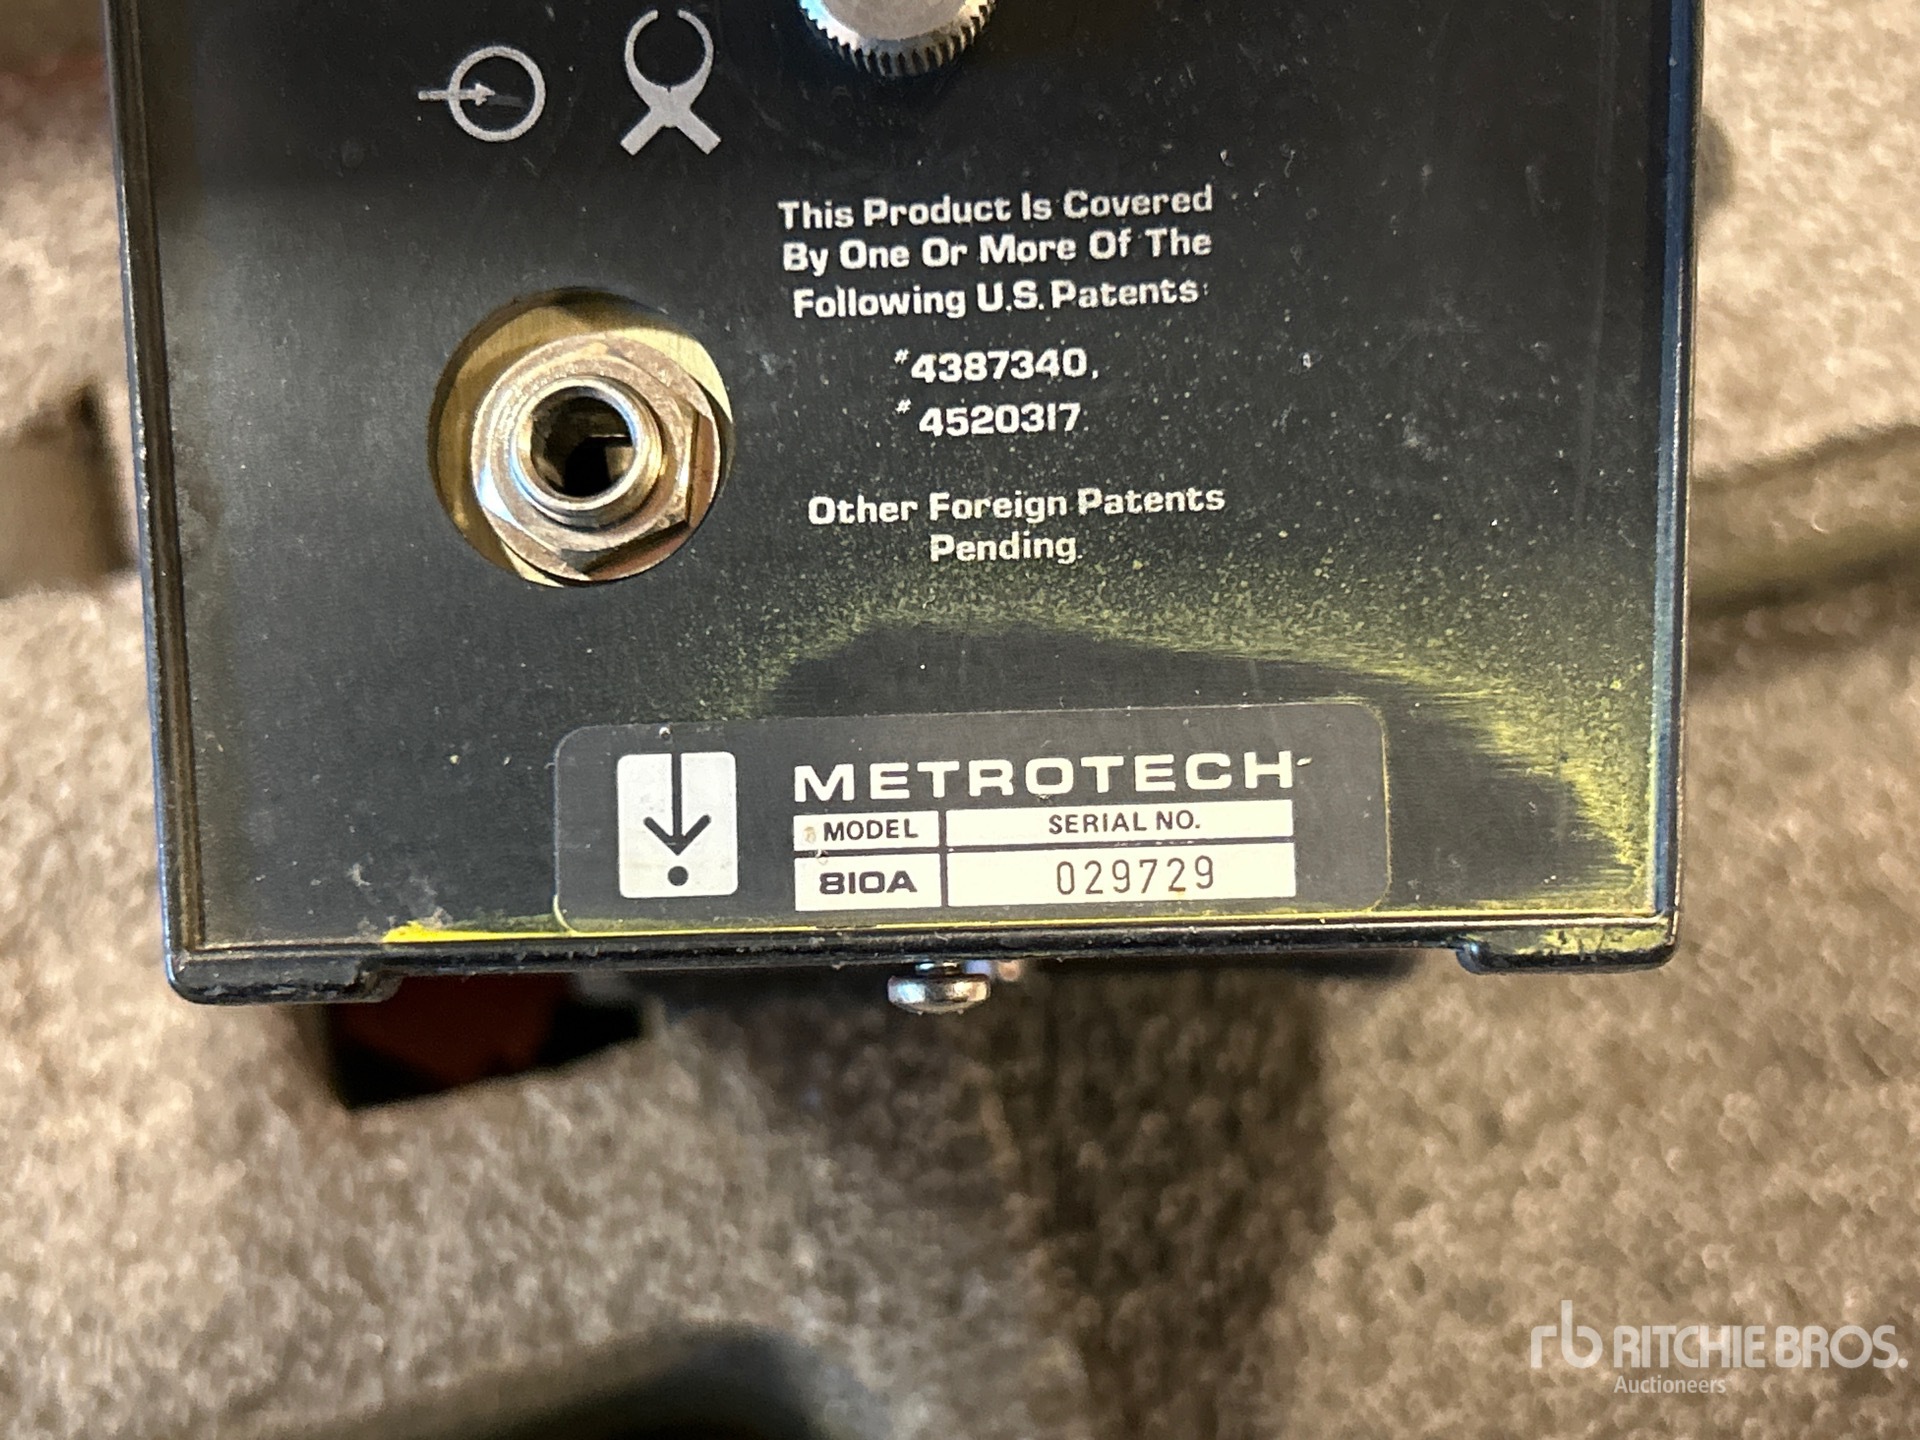 This Product Is Covered
By One Or More Of The
Following U.S. Patents:
#4387340,
#4520317.
Other Foreign Patents
Pending.
METROTECH
MODEL SERIAL NO.
810A 029729
rb RITCHIE BROS.
Auctioneers